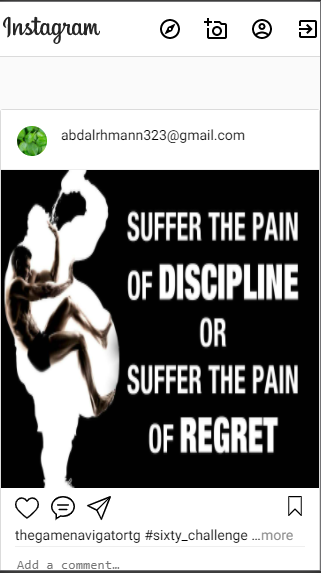 Instagram
abdalrhmann323@gmail.com
SUFFER THE PAIN
OF DISCIPLINE
OR
SUFFER THE PAIN
OF REGRET
thegamenavigatortg #sixty_challenge ...more
Add a comment...